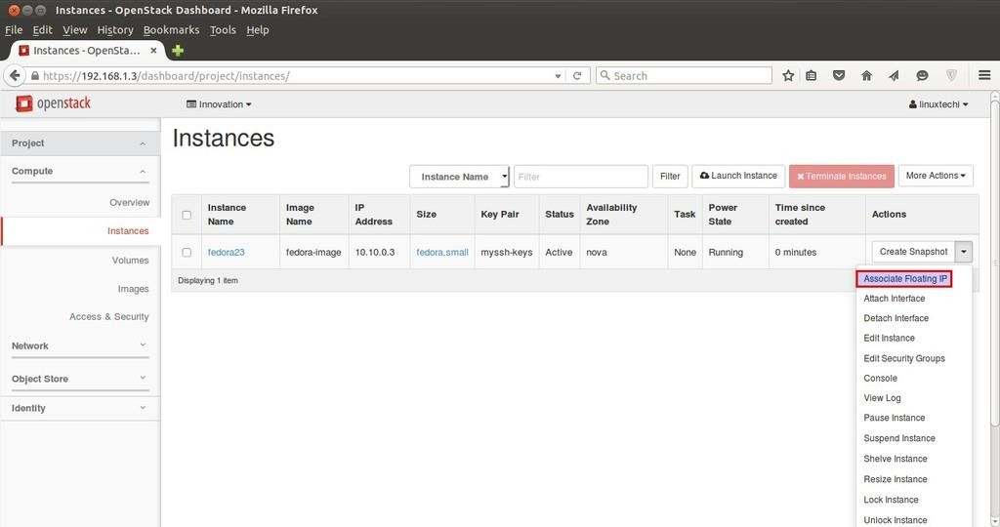 Instances - OpenStack Dashboard - Mozilla Firefox
File Edit View History Bookmarks Tools Help
Instances - OpenSta...
https://192.168.1.3/dashboard/project/instances/
Search
openstack
Innovation
linuxtechi
Project
Compute
Overview
Instances
Volumes
Images
Access & Security
Network
Object Store
Identity
Instances
Instance Name
Filter
Filter
Launch Instance
Terminate Instances
More Actions
Instance Name
Image Name
IP Address
Size
Key Pair
Status
Availability Zone
Task
Power State
Time since created
Actions
fedora23
fedora-image
10.10.0.3
fedora.small
myssh-keys
Active
nova
None
Running
0 minutes
Create Snapshot
Displaying 1 item
Associate Floating IP
Attach Interface
Detach Interface
Edit Instance
Edit Security Groups
Console
View Log
Pause Instance
Suspend Instance
Shelve Instance
Resize Instance
Lock Instance
Unlock Instance